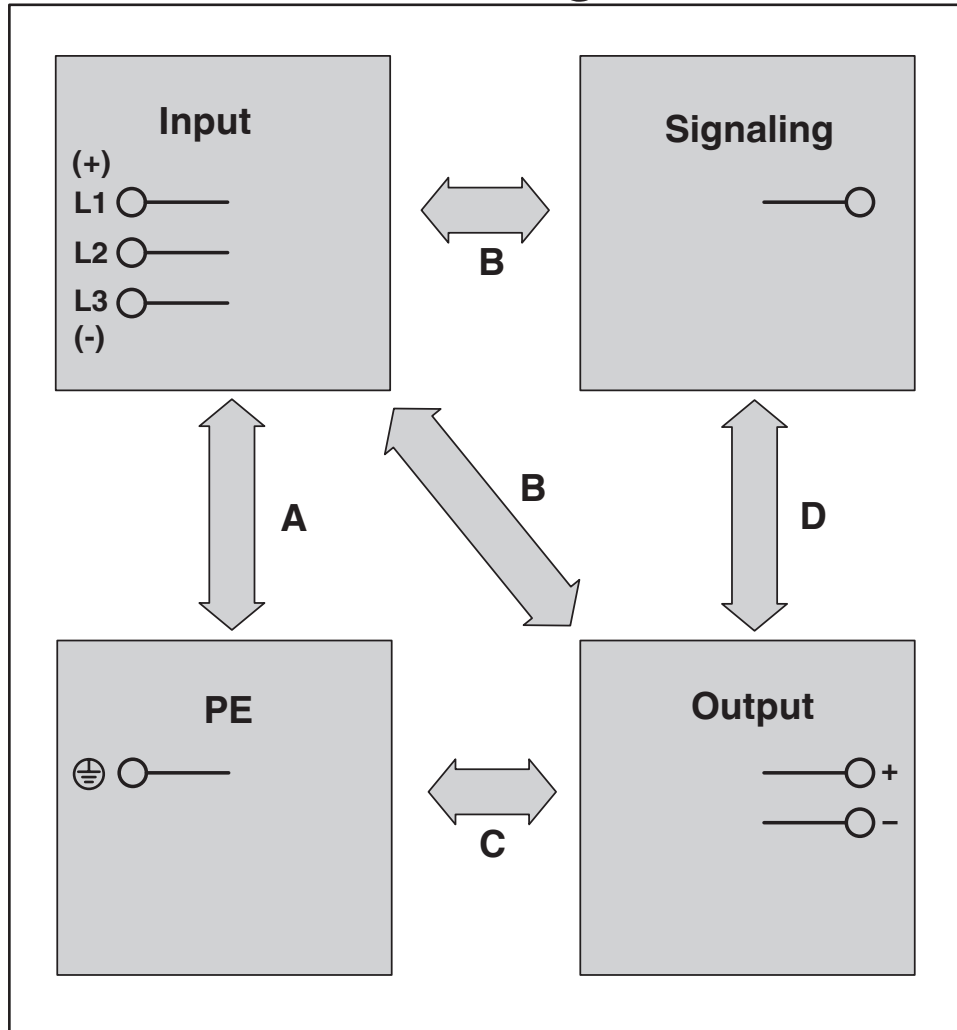 Input
(+)
L1
L2
L3
(-)
Signaling
B
A
B
D
PE
Output
+
–
C